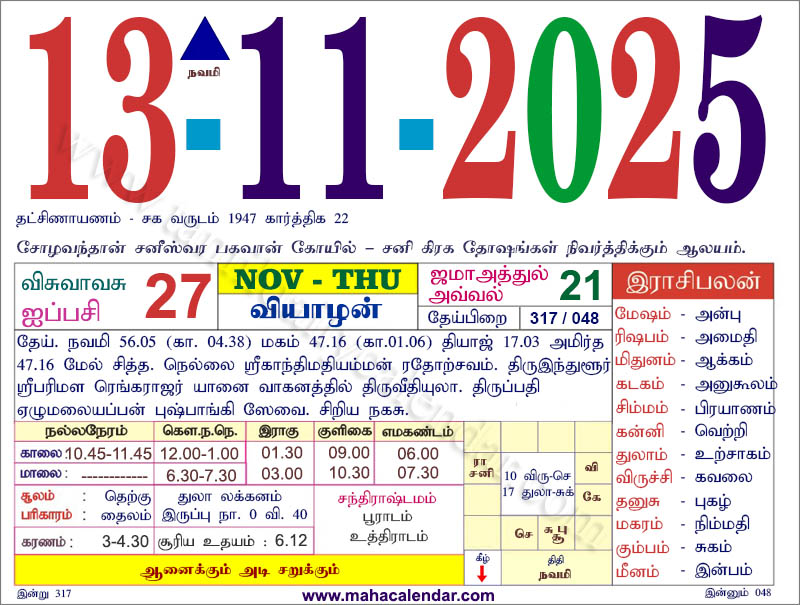 13-11-2025
நவமி
தட்சிணாயணம் - சக வருடம் 1947 கார்த்திக 22
சோழவந்தான் சனீஸ்வர பகவான் கோயில் – சனி கிரக தோஷங்கள் நிவர்த்திக்கும் ஆலயம்.
விசுவாவசு
ஐப்பசி
27
NOV - THU
வியாழன்
ஜமாஅத்துல்
அவ்வல்
21
தேய்பிறை 317 / 048
தேய். நவமி 56.05 (கா. 04.38) மகம் 47.16 (கா.01.06) தியாஜ் 17.03 அமிர்த
47.16 மேல் சித்த. நெல்லை ஸ்ரீகாந்திமதியம்மன் ரதோற்சவம். திருஇந்துளூர்
ஸ்ரீபரிமள ரெங்கராஜர் யானை வாகனத்தில் திருவீதியுலா. திருப்பதி
ஏழுமலையப்பன் புஷ்பாங்கி ஸேவை. சிறிய நகசு.
நல்லநேரம் கௌ.ந.நெ. இராகு குளிகை எமகண்டம்
காலை: 10.45-11.45 12.00-1.00 01.30 09.00 06.00
மாலை: ------------ 6.30-7.30 03.00 10.30 07.30
சூலம் : தெற்கு
பரிகாரம் : தைலம்
துலா லக்கனம்
இருப்பு நா. 0 வி. 40
சந்திராஷ்டமம்
பூராடம்
உத்திராடம்
கரணம் : 3-4.30 சூரிய உதயம் : 6.12
ஆனைக்கும் அடி சறுக்கும்
ரா
சனி
10 விரு-செ
17 துலா-சுக்
வி
கே
செ
சு பூ
கீழ்
திதி
நவமி
இராசிபலன்
மேஷம் - அன்பு
ரிஷபம் - அமைதி
மிதுனம் - ஆக்கம்
கடகம் - அனுகூலம்
சிம்மம் - பிரயாணம்
கன்னி - வெற்றி
துலாம் - உற்சாகம்
விருச்சி - கவலை
தனுசு - புகழ்
மகரம் - நிம்மதி
கும்பம் - சுகம்
மீனம் - இன்பம்
இன்று 317
www.mahacalendar.com
இன்னும் 048